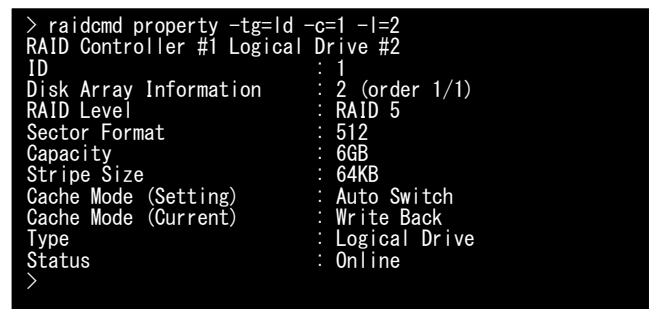 > raidcmd property -tg=ld -c=1 -l=2
RAID Controller #1 Logical Drive #2
ID : 1
Disk Array Information : 2 (order 1/1)
RAID Level : RAID 5
Sector Format : 512
Capacity : 6GB
Stripe Size : 64KB
Cache Mode (Setting) : Auto Switch
Cache Mode (Current) : Write Back
Type : Logical Drive
Status : Online
>